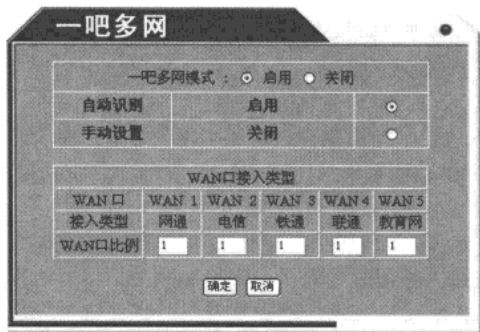 一吧多网
一吧多网模式 : 启用 关闭
自动识别 启用
手动设置 关闭
WAN口接入类型
WAN 口 WAN 1 WAN 2 WAN 3 WAN 4 WAN 5
接入类型 网通 电信 铁通 联通 教育网
WAN口比例 1 1 1 1 1
确定 取消